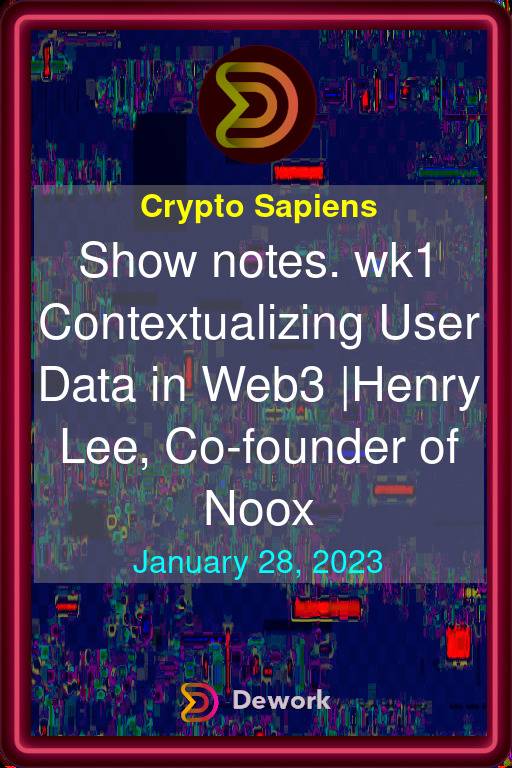 Crypto Sapiens
Show notes. wk1
Contextualizing User
Data in Web3 |Henry
Lee, Co-founder of
Noox
January 28, 2023
Dework